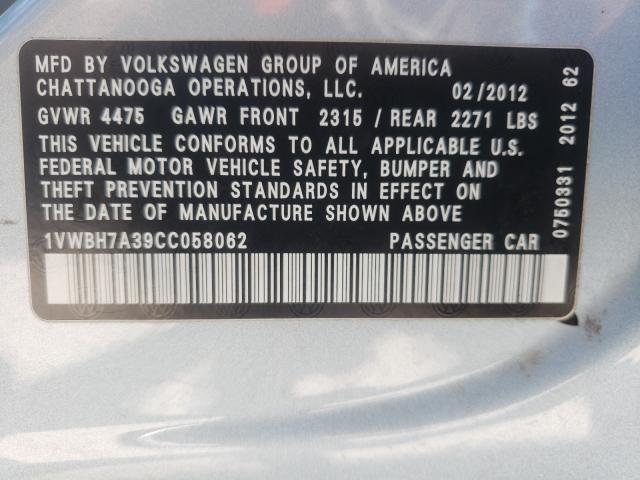 MFD BY VOLKSWAGEN GROUP OF AMERICA
CHATTANOOGA OPERATIONS, LLC. 02/2012
GVWR 4475 GAWR FRONT 2315 / REAR 2271 LBS
THIS VEHICLE CONFORMS TO ALL APPLICABLE U.S.
FEDERAL MOTOR VEHICLE SAFETY, BUMPER AND
THEFT PREVENTION STANDARDS IN EFFECT ON
THE DATE OF MANUFACTURE SHOWN ABOVE
1VWBH7A39CC058062 PASSENGER CAR
0750331 2012 62